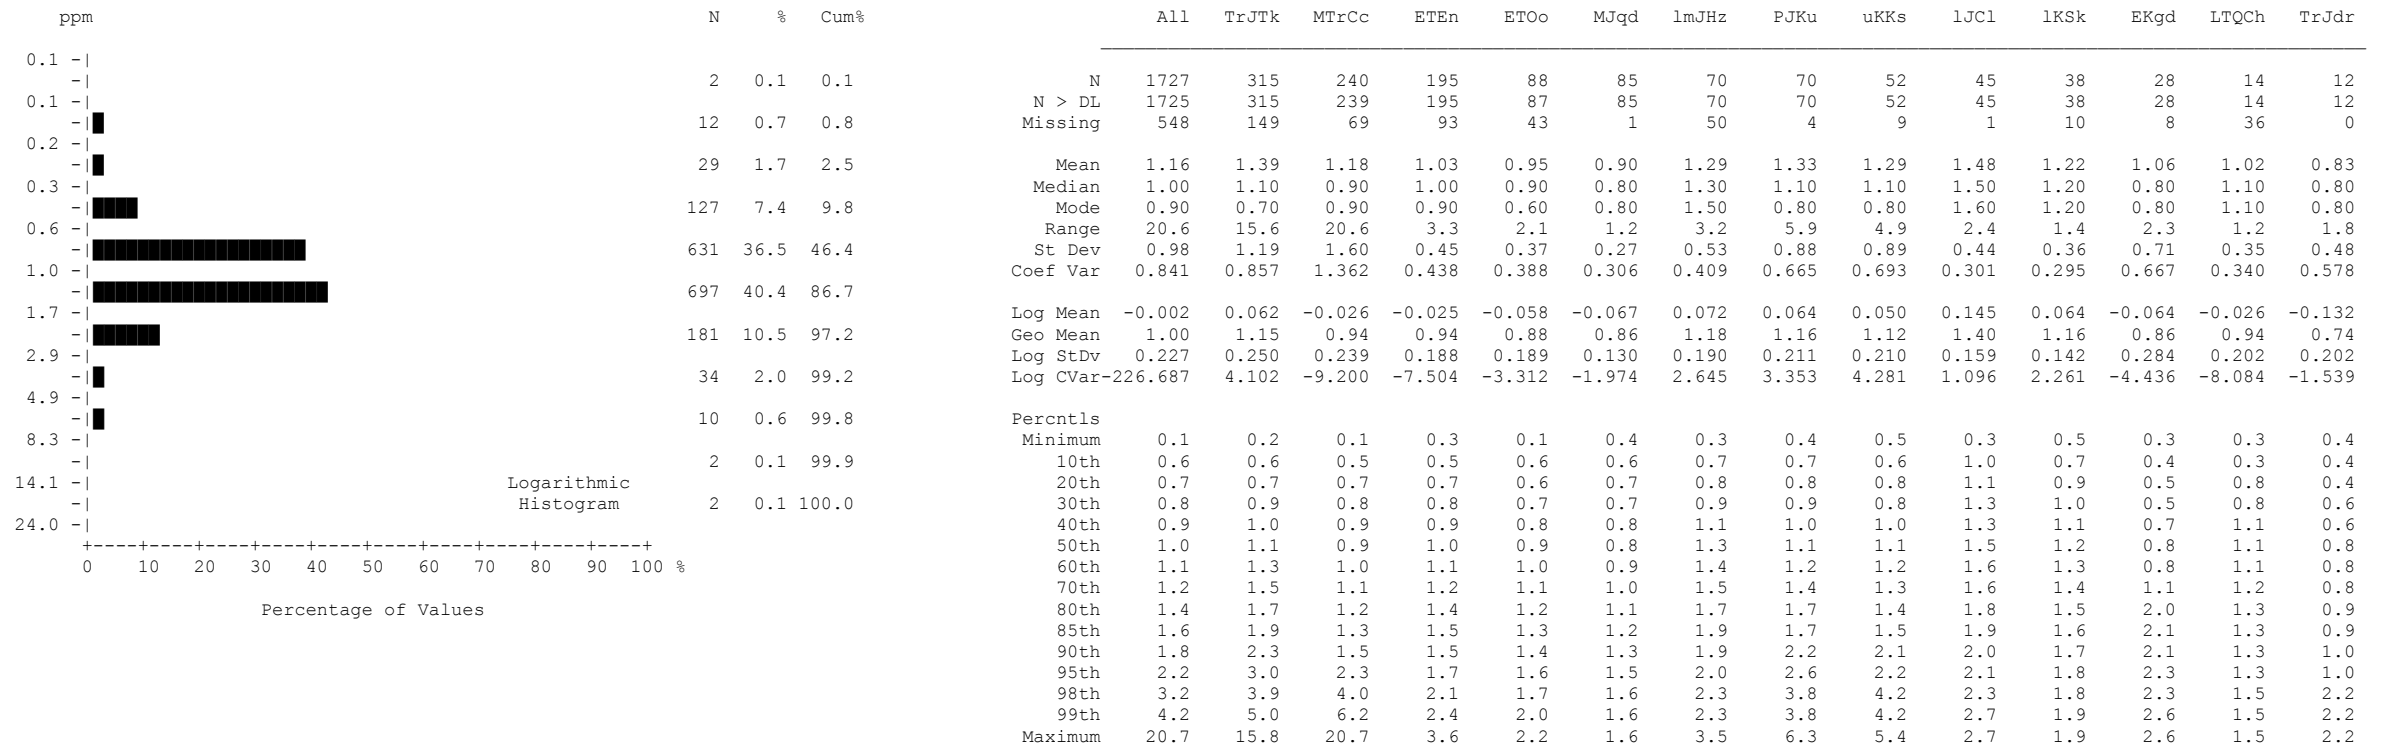 ppm N % Cum% All TrJTk MTrCc ETEn ETOo MJqd lmJHz PJKu uKKs lJCl lKSk EKgd LTQCh TrJdr
0.1 -|
-| 2 0.1 0.1 N 1727 315 240 195 88 85 70 70 52 45 38 28 14 12
0.1 -| N > DL 1725 315 239 195 87 85 70 70 52 45 38 28 14 12
-| 12 0.7 0.8 Missing 548 149 69 93 43 1 50 4 9 1 10 8 36 0
0.2 -|
-| 29 1.7 2.5 Mean 1.16 1.39 1.18 1.03 0.95 0.90 1.29 1.33 1.29 1.48 1.22 1.06 1.02 0.83
0.3 -| Median 1.00 1.10 0.90 1.00 0.90 0.80 1.30 1.10 1.10 1.50 1.20 0.80 1.10 0.80
-| 127 7.4 9.8 Mode 0.90 0.70 0.90 0.90 0.60 0.80 1.50 0.80 0.80 1.60 1.20 0.80 1.10 0.80
0.6 -| Range 20.6 15.6 20.6 3.3 2.1 1.2 3.2 5.9 4.9 2.4 1.4 2.3 1.2 1.8
-| 631 36.5 46.4 St Dev 0.98 1.19 1.60 0.45 0.37 0.27 0.53 0.88 0.89 0.44 0.36 0.71 0.35 0.48
1.0 -| Coef Var 0.841 0.857 1.362 0.438 0.388 0.306 0.409 0.665 0.693 0.301 0.295 0.667 0.340 0.578
-| 697 40.4 86.7
1.7 -| Log Mean -0.002 0.062 -0.026 -0.025 -0.058 -0.067 0.072 0.064 0.050 0.145 0.064 -0.064 -0.026 -0.132
-| 181 10.5 97.2 Geo Mean 1.00 1.15 0.94 0.94 0.88 0.86 1.18 1.16 1.12 1.40 1.16 0.86 0.94 0.74
2.9 -| Log StDv 0.227 0.250 0.239 0.188 0.189 0.130 0.190 0.211 0.210 0.159 0.142 0.284 0.202 0.202
-| 34 2.0 99.2 Log CVar-226.687 4.102 -9.200 -7.504 -3.312 -1.974 2.645 3.353 4.281 1.096 2.261 -4.436 -8.084 -1.539
4.9 -|
-| 10 0.6 99.8 Percntls
8.3 -| Minimum 0.1 0.2 0.1 0.3 0.1 0.4 0.3 0.4 0.5 0.3 0.5 0.3 0.3 0.4
-| 2 0.1 99.9 10th 0.6 0.6 0.5 0.5 0.6 0.6 0.7 0.7 0.6 1.0 0.7 0.4 0.3 0.4
14.1 -| Logarithmic 20th 0.7 0.7 0.7 0.7 0.6 0.7 0.8 0.8 0.8 1.1 0.9 0.5 0.8 0.4
-| Histogram 2 0.1 100.0 30th 0.8 0.9 0.8 0.8 0.7 0.7 0.9 0.9 0.8 1.3 1.0 0.5 0.8 0.6
24.0 -| 40th 0.9 1.0 0.9 0.9 0.8 0.8 1.1 1.0 1.0 1.3 1.1 0.7 1.1 0.6
+----+----+----+----+----+----+----+----+----+----+ 50th 1.0 1.1 0.9 1.0 0.9 0.8 1.3 1.1 1.1 1.5 1.2 0.8 1.1 0.8
0 10 20 30 40 50 60 70 80 90 100 % 60th 1.1 1.3 1.0 1.1 1.0 0.9 1.4 1.2 1.2 1.6 1.3 0.8 1.1 0.8
70th 1.2 1.5 1.1 1.2 1.1 1.0 1.5 1.4 1.3 1.6 1.4 1.1 1.2 0.8
Percentage of Values 80th 1.4 1.7 1.2 1.4 1.2 1.1 1.7 1.7 1.4 1.8 1.5 2.0 1.3 0.9
85th 1.6 1.9 1.3 1.5 1.3 1.2 1.9 1.7 1.5 1.9 1.6 2.1 1.3 0.9
90th 1.8 2.3 1.5 1.5 1.4 1.3 1.9 2.2 2.1 2.0 1.7 2.1 1.3 1.0
95th 2.2 3.0 2.3 1.7 1.6 1.5 2.0 2.6 2.2 2.1 1.8 2.3 1.3 1.0
98th 3.2 3.9 4.0 2.1 1.7 1.6 2.3 3.8 4.2 2.3 1.8 2.3 1.5 2.2
99th 4.2 5.0 6.2 2.4 2.0 1.6 2.3 3.8 4.2 2.7 1.9 2.6 1.5 2.2
Maximum 20.7 15.8 20.7 3.6 2.2 1.6 3.5 6.3 5.4 2.7 1.9 2.6 1.5 2.2